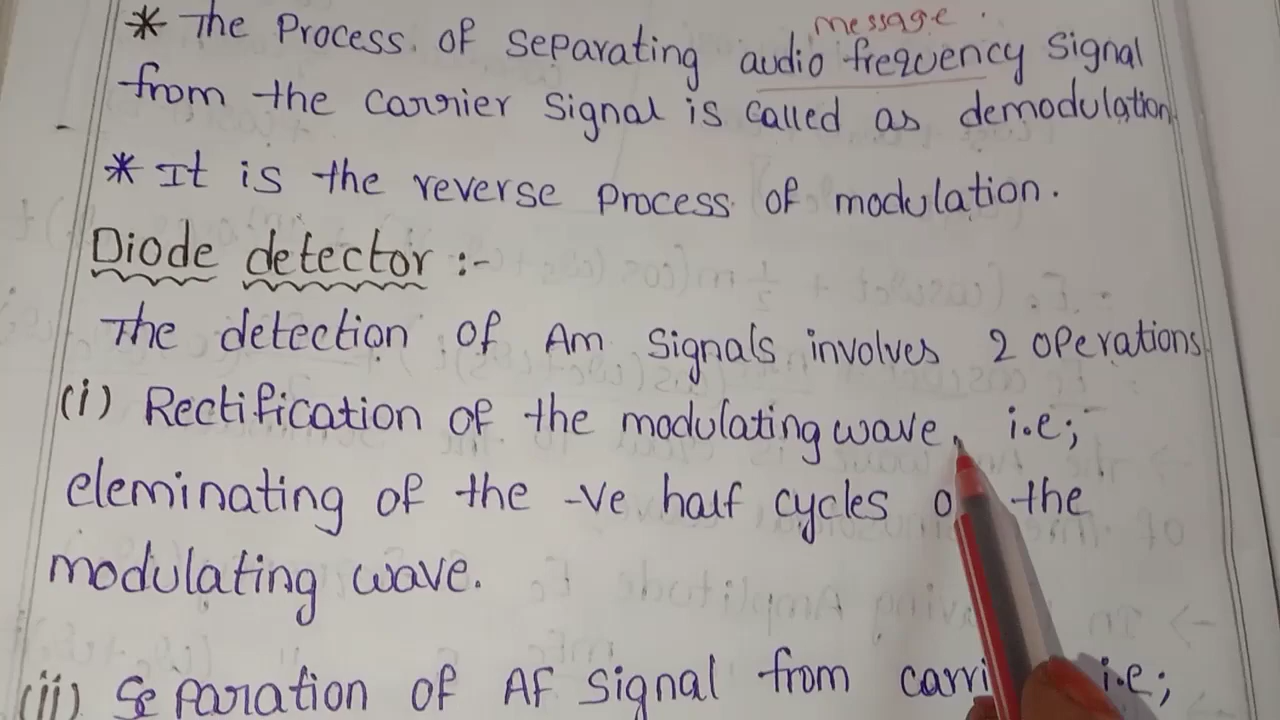 message.
* The Process of separating audio frequency signal
from the carrier signal is called as demodulation
* It is the reverse process of modulation.
Diode detector :-
The detection of Am signals involves 2 operations
(i) Rectification of the modulating wave. i.e;
eleminating of the -ve half cycles the
modulating wave.
(ii) Separation of AF signal from i.e;